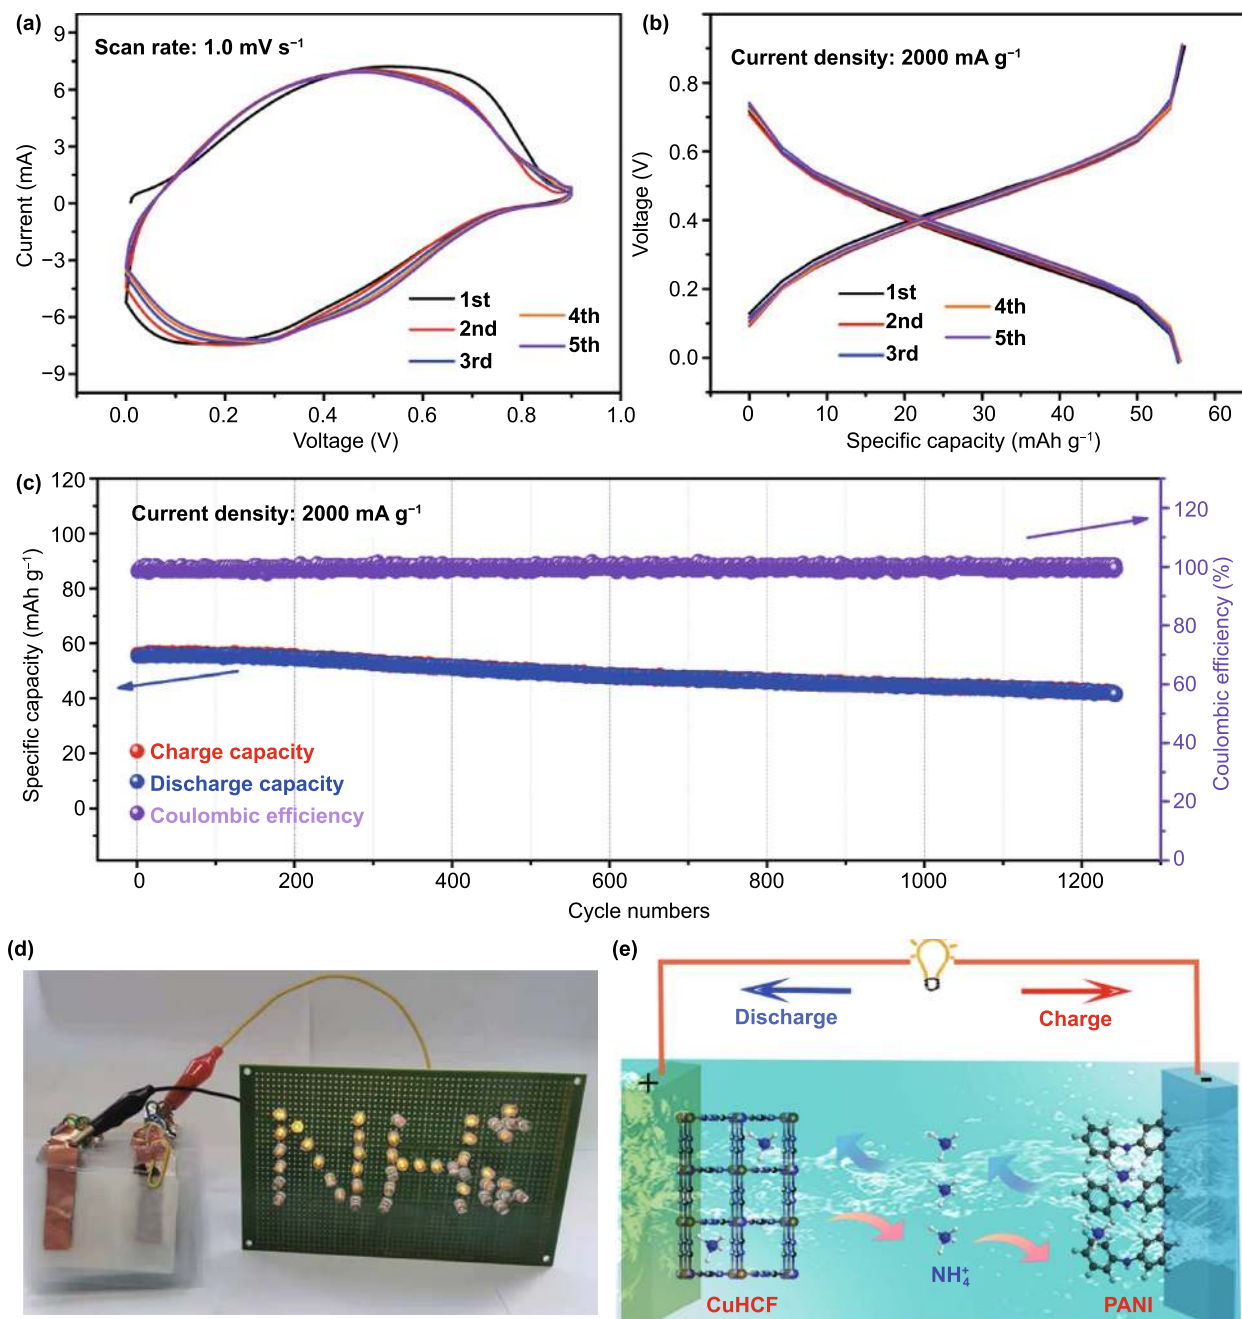 (a)
Scan rate: 1.0 mV s⁻¹
9
6
3
0
−3
−6
−9
Current (mA)
1st
2nd
3rd
4th
5th
0.0 0.2 0.4 0.6 0.8 1.0
Voltage (V)
(b)
Current density: 2000 mA g⁻¹
0.8
0.6
0.4
0.2
0.0
Voltage (V)
1st
2nd
3rd
4th
5th
0 10 20 30 40 50 60
Specific capacity (mAh g⁻¹)
(c)
Current density: 2000 mA g⁻¹
120
100
80
60
40
20
0
Specific capacity (mAh g⁻¹)
Charge capacity
Discharge capacity
Coulombic efficiency
120
100
80
60
40
20
0
Coulombic efficiency (%)
0 200 400 600 800 1000 1200
Cycle numbers
(d)
NH₄⁺
(e)
Discharge
Charge
+
-
NH₄⁺
CuHCF
PANI